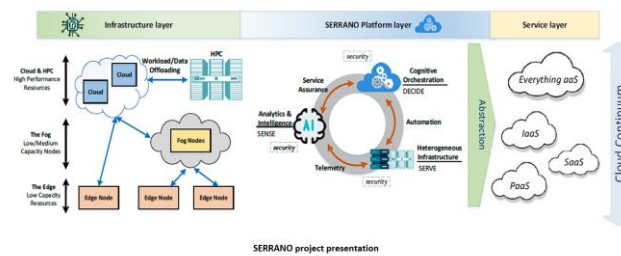 Infrastructure layer
SERRANO Platform layer
Service layer
Cloud & HPC
High Performance
Resources
Cloud
Cloud
Workload/Data
Offloading
HPC
The Fog
Low/Medium
Capacity Nodes
Fog Nodes
The Edge
Low Capacity
Resources
Edge Node
Edge Node
Edge Node
security
Service
Assurance
Cognitive
Orchestration
DECIDE
Analytics &
Intelligence
SENSE
AI
security
Automation
Telemetry
Heterogeneous
Infrastructure
SERVE
security
Abstraction
Everything aaS
IaaS
SaaS
PaaS
Cloud Continuum
SERRANO project presentation